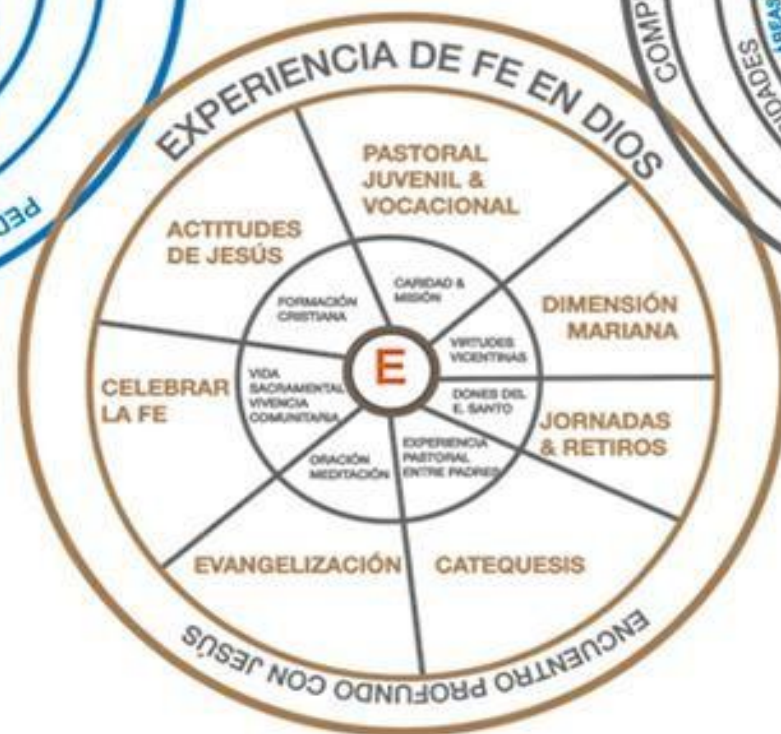 EXPERIENCIA DE FE EN DIOS
PASTORAL
JUVENIL &
VOCACIONAL
ACTITUDES
DE JESÚS
DIMENSIÓN
MARIANA
CELEBRAR
LA FE
JORNADAS
& RETIROS
EVANGELIZACIÓN
CATEQUESIS
FORMACIÓN
CRISTIANA
CARIDAD &
MISIÓN
VIRTUDES
VICENTINAS
DONES DEL
E. SANTO
EXPERIENCIA
PASTORAL
ENTRE PADRES
ORACIÓN
MEDITACIÓN
VIDA
SACRAMENTAL
VIVENCIA
COMUNITARIA
E
ENCUENTRO PROFUNDO CON JESÚS